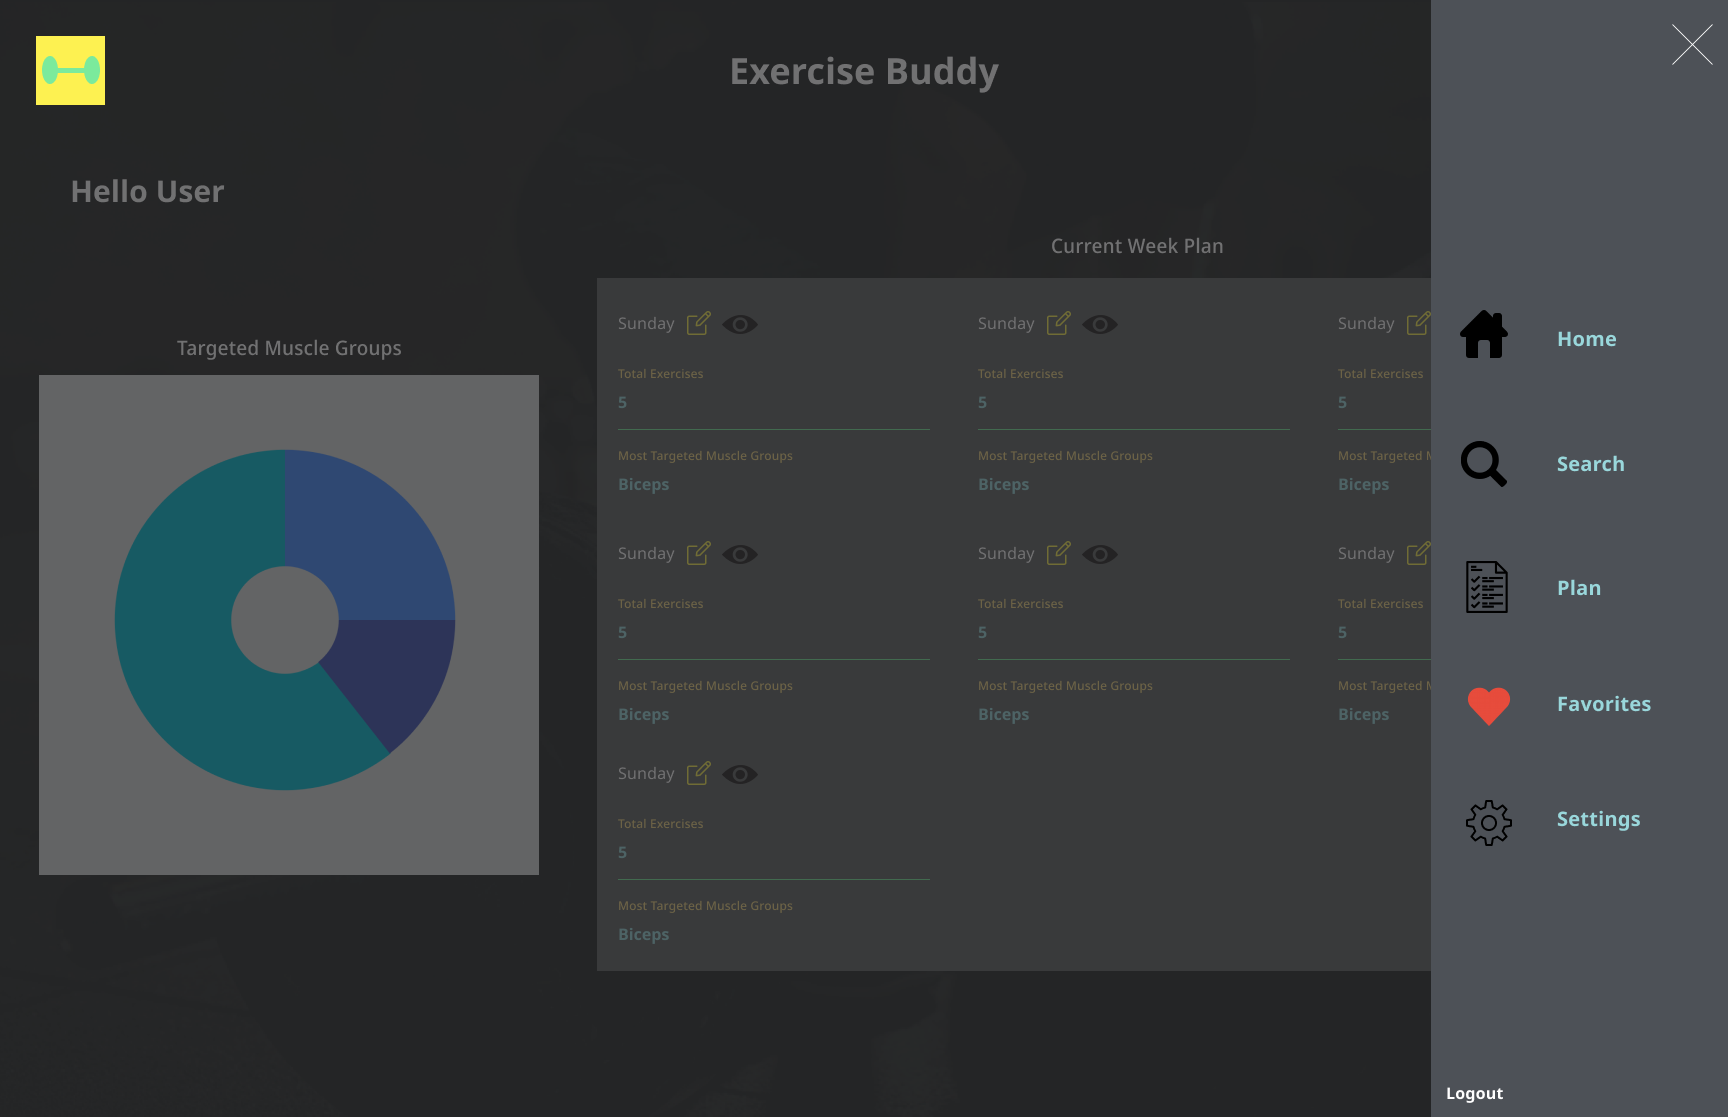 Exercise Buddy
Hello User
Current Week Plan
Targeted Muscle Groups
Sunday
Total Exercises
5
Most Targeted Muscle Groups
Biceps
Sunday
Total Exercises
5
Most Targeted Muscle Groups
Biceps
Sunday
Total Exercises
5
Most Targeted
Biceps
Sunday
Total Exercises
5
Most Targeted Muscle Groups
Biceps
Sunday
Total Exercises
5
Most Targeted Muscle Groups
Biceps
Sunday
Total Exercises
5
Most Targeted
Biceps
Sunday
Total Exercises
5
Most Targeted Muscle Groups
Biceps
Home
Search
Plan
Favorites
Settings
Logout